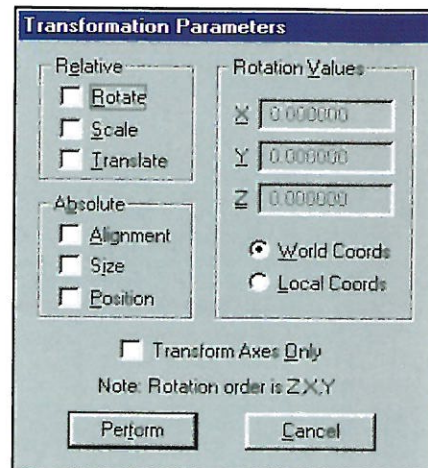 Transformation Parameters
Relative
Rotate
Scale
Translate
Absolute
Alignment
Size
Position
Rotation Values
X 0.000000
Y 0.000000
Z 0.000000
World Coords
Local Coords
Transform Axes Only
Note: Rotation order is Z,X,Y
Perform Cancel